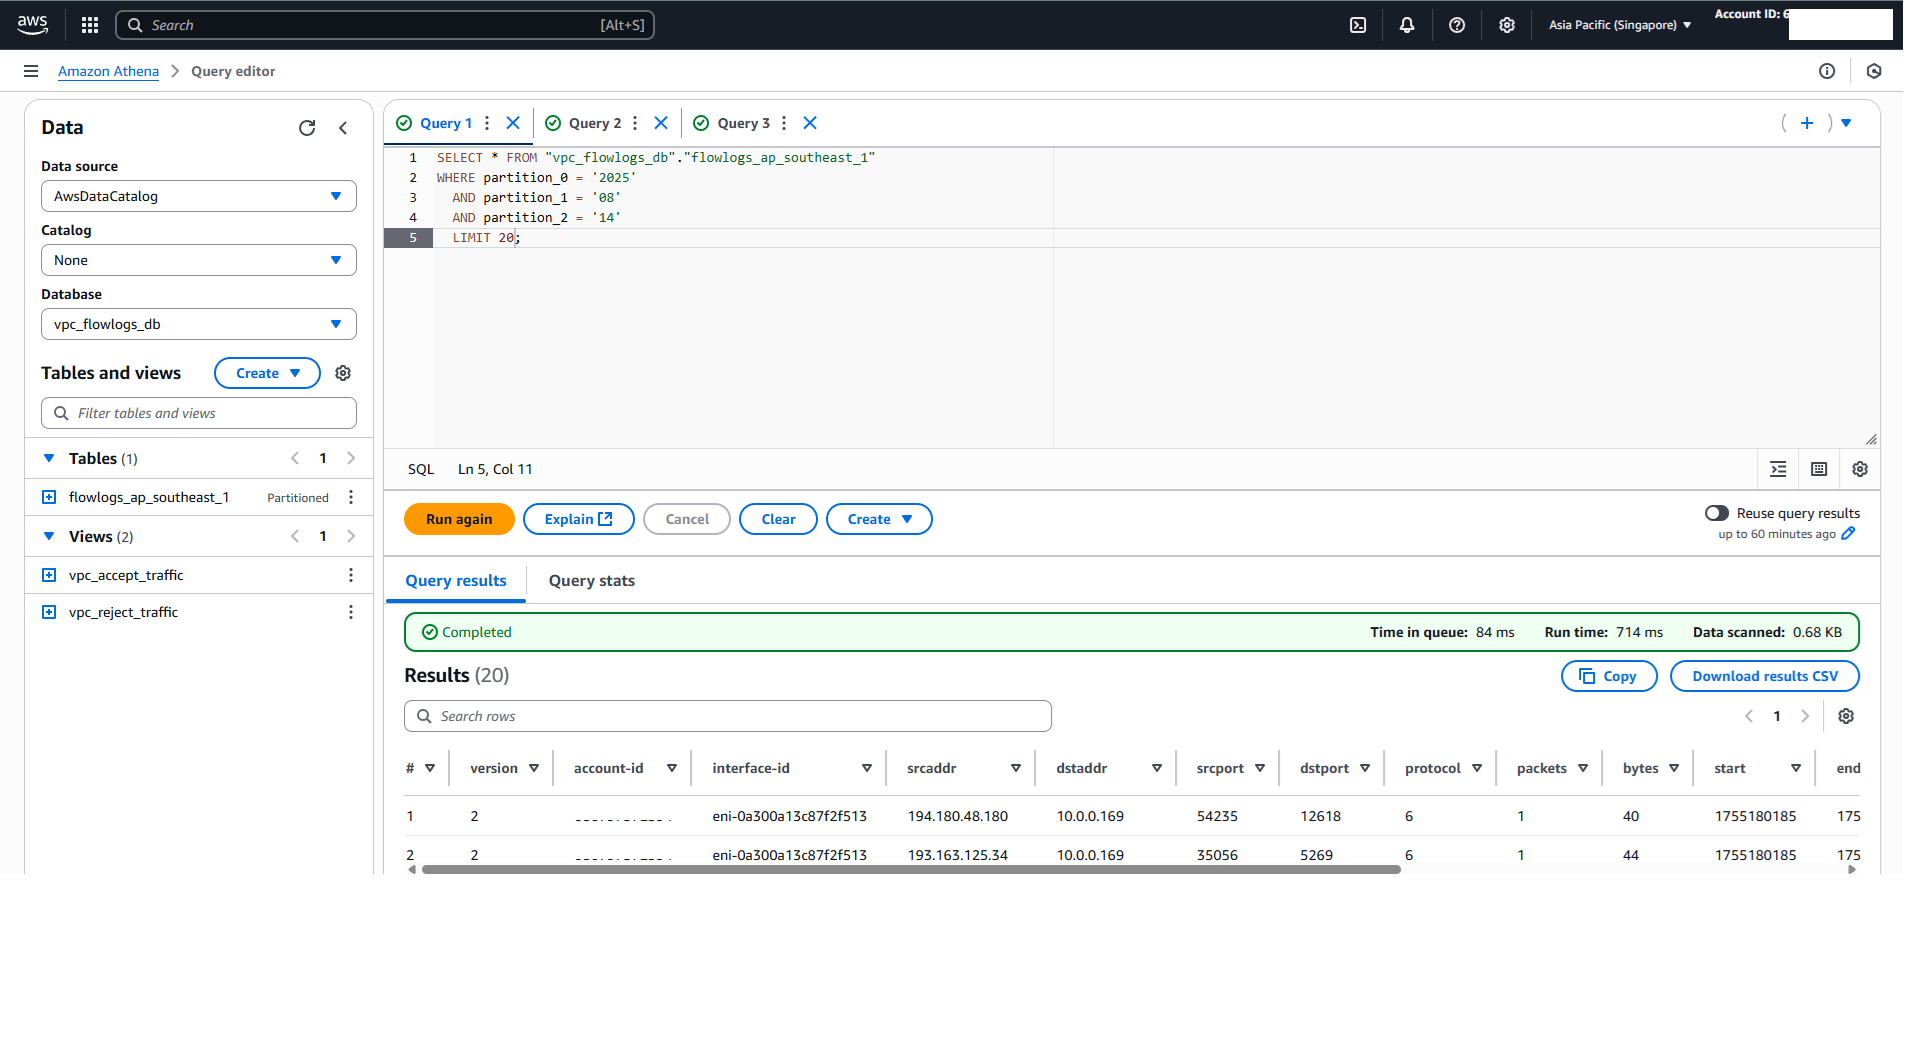 aws
Search [Alt+S]
Asia Pacific (Singapore)
Account ID: 6
Amazon Athena > Query editor
Data
Data source
AwsDataCatalog
Catalog
None
Database
vpc_flowlogs_db
Tables and views
Create
Filter tables and views
Tables (1)
1
flowlogs_ap_southeast_1 Partitioned
Views (2)
1
vpc_accept_traffic
vpc_reject_traffic
Query 1 Query 2 Query 3
1 SELECT * FROM "vpc_flowlogs_db"."flowlogs_ap_southeast_1"
2 WHERE partition_0 = '2025'
3 AND partition_1 = '08'
4 AND partition_2 = '14'
5 LIMIT 20;
SQL Ln 5, Col 11
Run again Explain Cancel Clear Create
Reuse query results
up to 60 minutes ago
Query results Query stats
Completed Time in queue: 84 ms Run time: 714 ms Data scanned: 0.68 KB
Results (20)
Copy Download results CSV
Search rows
1
# version account-id interface-id srcaddr dstaddr srcport dstport protocol packets bytes start end
1 2 eni-0a300a13c87f2f513 194.180.48.180 10.0.0.169 54235 12618 6 1 40 1755180185 175
2 2 eni-0a300a13c87f2f513 193.163.125.34 10.0.0.169 35056 5269 6 1 44 1755180185 175